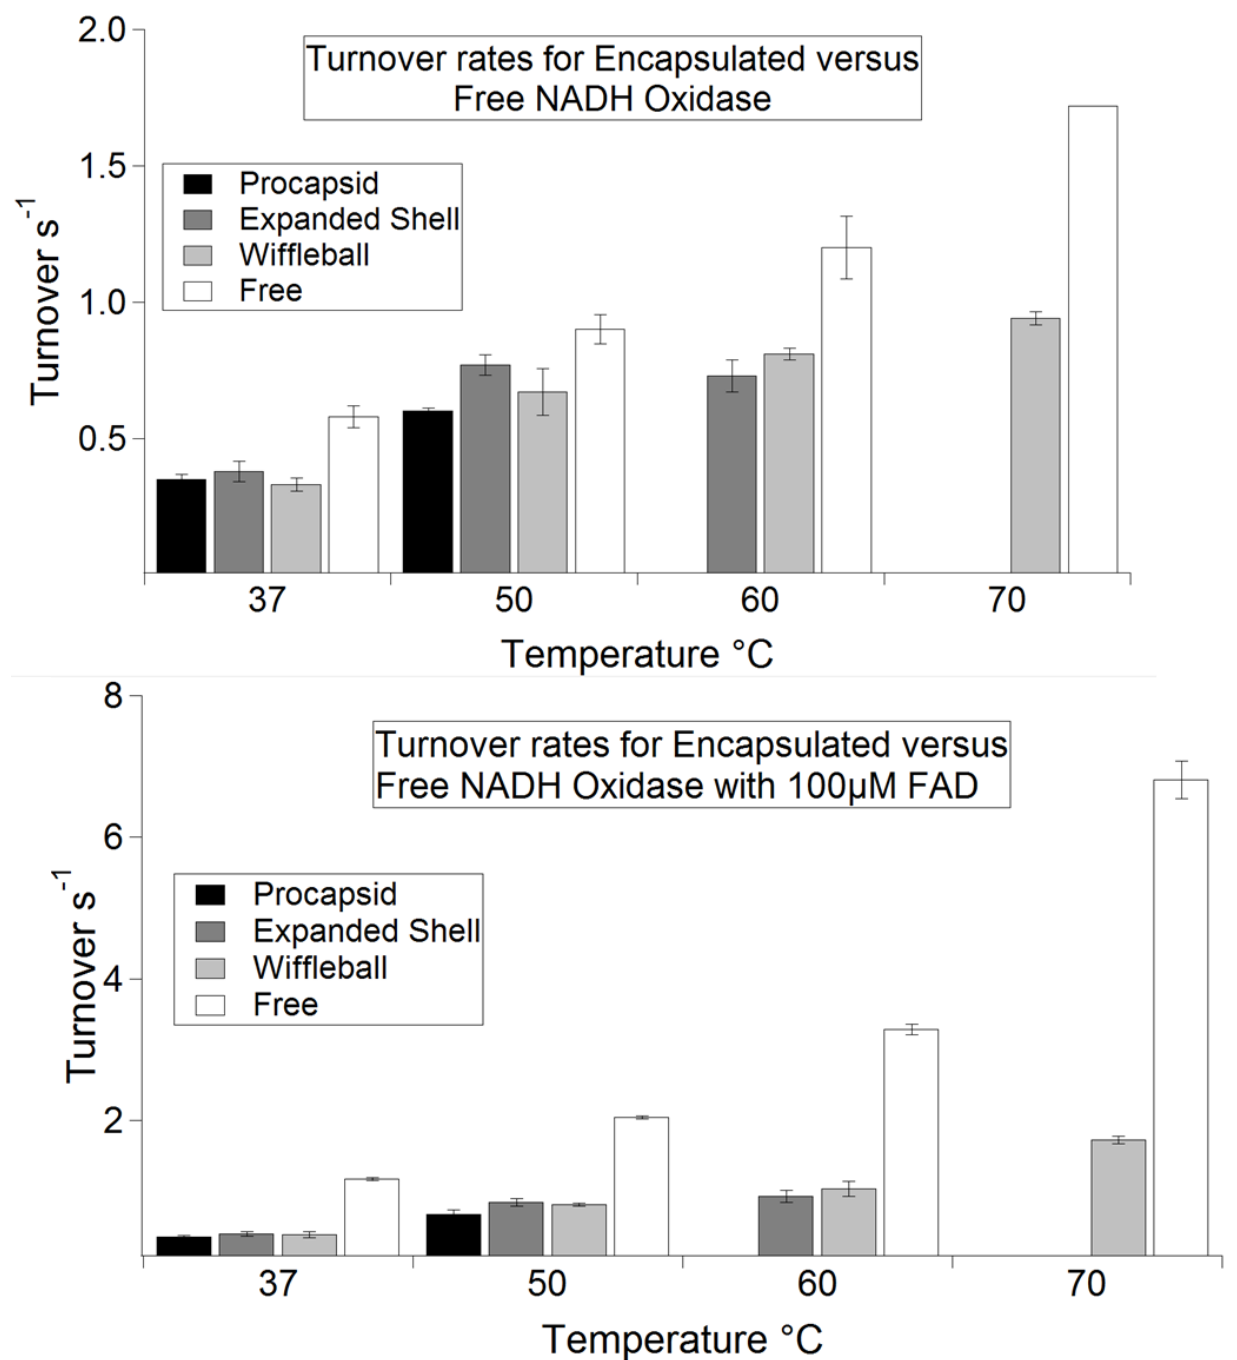 2.0
Turnover rates for Encapsulated versus
Free NADH Oxidase
1.5
Procapsid
Expanded Shell
Wiffleball
Free
Turnover s⁻¹
1.0
0.5
37 50 60 70
Temperature °C
8
Turnover rates for Encapsulated versus
Free NADH Oxidase with 100µM FAD
6
Procapsid
Expanded Shell
Wiffleball
Free
Turnover s⁻¹
4
2
37 50 60 70
Temperature °C